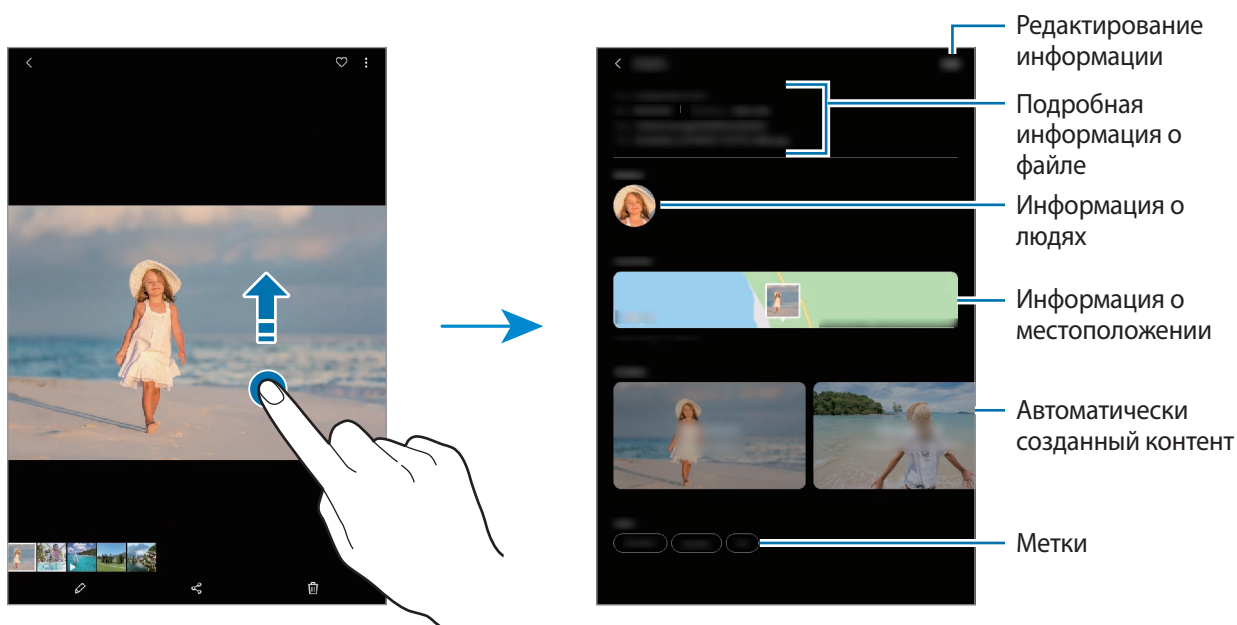 Редактирование
информации
Подробная
информация о
файле
Информация о
людях
Информация о
местоположении
Автоматически
созданный контент
Метки